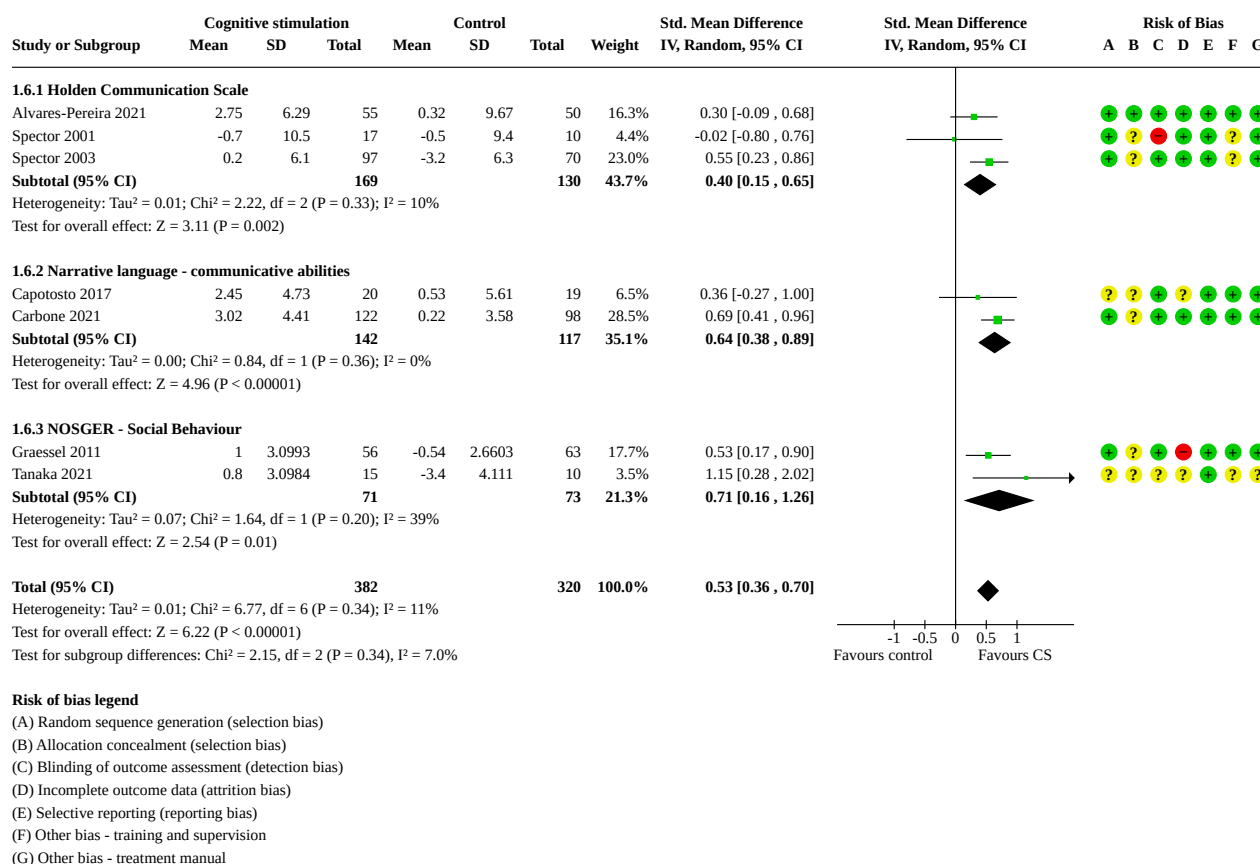 Cognitive stimulation Control Std. Mean Difference Std. Mean Difference Risk of Bias
Study or Subgroup Mean SD Total Mean SD Total Weight IV, Random, 95% CI IV, Random, 95% CI A B C D E F G
1.6.1 Holden Communication Scale
Alvares-Pereira 2021 2.75 6.29 55 0.32 9.67 50 16.3% 0.30 [-0.09 , 0.68] + + + + + + +
Spector 2001 -0.7 10.5 17 -0.5 9.4 10 4.4% -0.02 [-0.80 , 0.76] + ? − + + ? +
Spector 2003 0.2 6.1 97 -3.2 6.3 70 23.0% 0.55 [0.23 , 0.86] + ? + + + ? +
Subtotal (95% CI) 169 130 43.7% 0.40 [0.15 , 0.65]
Heterogeneity: Tau² = 0.01; Chi² = 2.22, df = 2 (P = 0.33); I² = 10%
Test for overall effect: Z = 3.11 (P = 0.002)
1.6.2 Narrative language - communicative abilities
Capotosto 2017 2.45 4.73 20 0.53 5.61 19 6.5% 0.36 [-0.27 , 1.00] ? ? + ? + + +
Carbone 2021 3.02 4.41 122 0.22 3.58 98 28.5% 0.69 [0.41 , 0.96] + ? + + + + +
Subtotal (95% CI) 142 117 35.1% 0.64 [0.38 , 0.89]
Heterogeneity: Tau² = 0.00; Chi² = 0.84, df = 1 (P = 0.36); I² = 0%
Test for overall effect: Z = 4.96 (P < 0.00001)
1.6.3 NOSGER - Social Behaviour
Graessel 2011 1 3.0993 56 -0.54 2.6603 63 17.7% 0.53 [0.17 , 0.90] + ? + − + + +
Tanaka 2021 0.8 3.0984 15 -3.4 4.111 10 3.5% 1.15 [0.28 , 2.02] ? ? ? ? + ? ?
Subtotal (95% CI) 71 73 21.3% 0.71 [0.16 , 1.26]
Heterogeneity: Tau² = 0.07; Chi² = 1.64, df = 1 (P = 0.20); I² = 39%
Test for overall effect: Z = 2.54 (P = 0.01)
Total (95% CI) 382 320 100.0% 0.53 [0.36 , 0.70]
Heterogeneity: Tau² = 0.01; Chi² = 6.77, df = 6 (P = 0.34); I² = 11%
Test for overall effect: Z = 6.22 (P < 0.00001)
-1 -0.5 0 0.5 1
Test for subgroup differences: Chi² = 2.15, df = 2 (P = 0.34), I² = 7.0%
Favours control Favours CS
Risk of bias legend
(A) Random sequence generation (selection bias)
(B) Allocation concealment (selection bias)
(C) Blinding of outcome assessment (detection bias)
(D) Incomplete outcome data (attrition bias)
(E) Selective reporting (reporting bias)
(F) Other bias - training and supervision
(G) Other bias - treatment manual